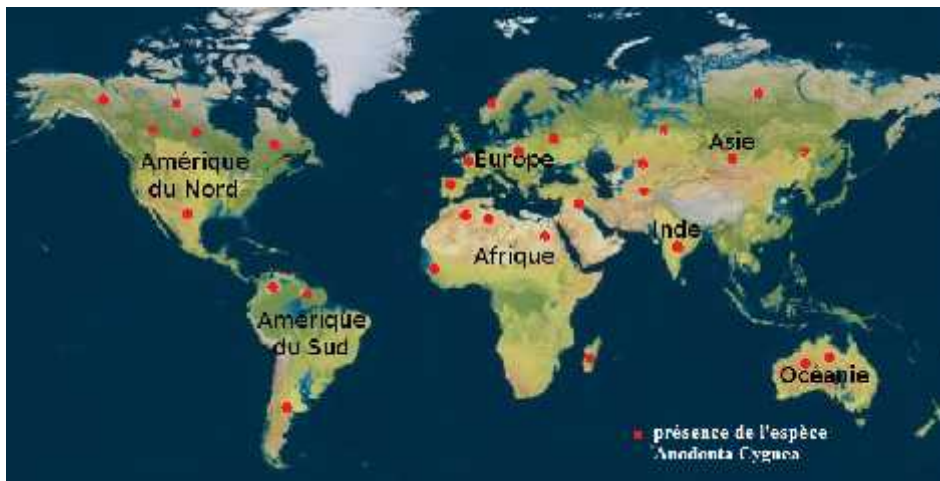 Amérique
du Nord
Europe
Asie
Inde
Afrique
Amérique
du Sud
Océanie
présence de l'espèce
Anodonta Cygnea